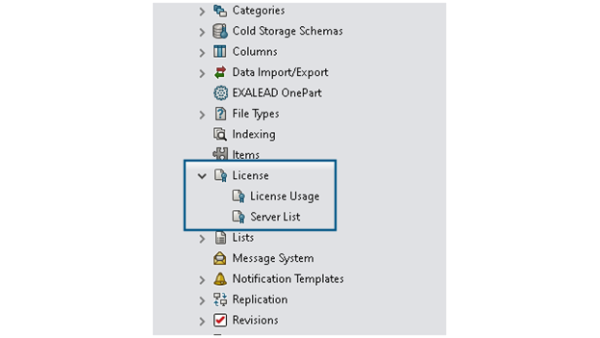 Categories
Cold Storage Schemas
Columns
Data Import/Export
EXALEAD OnePart
File Types
Indexing
Items
License
License Usage
Server List
Lists
Message System
Notification Templates
Replication
Revisions